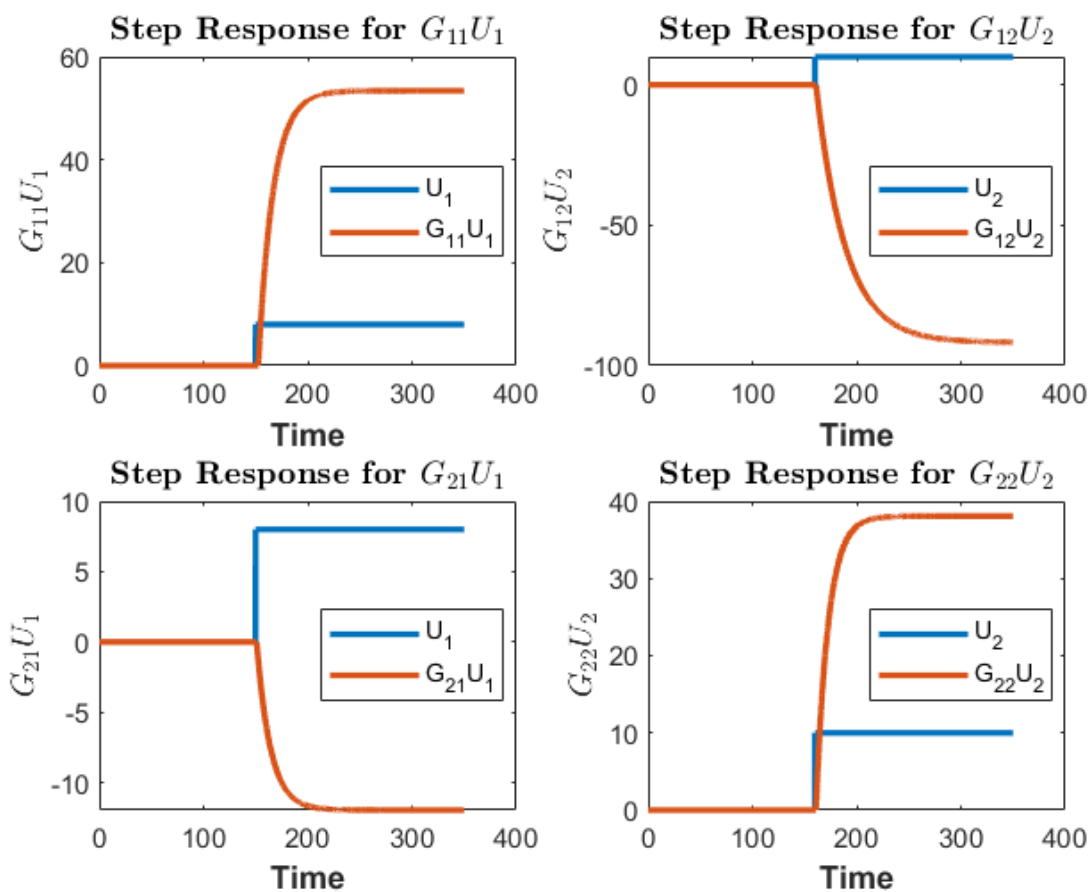 Step Response for G₁₁U₁
G₁₁U₁
60
40
20
0
U₁
G₁₁U₁
0 100 200 300 400
Time
Step Response for G₁₂U₂
G₁₂U₂
0
-50
-100
U₂
G₁₂U₂
0 100 200 300 400
Time
Step Response for G₂₁U₁
G₂₁U₁
10
5
0
-5
-10
U₁
G₂₁U₁
0 100 200 300 400
Time
Step Response for G₂₂U₂
G₂₂U₂
40
30
20
10
0
U₂
G₂₂U₂
0 100 200 300 400
Time